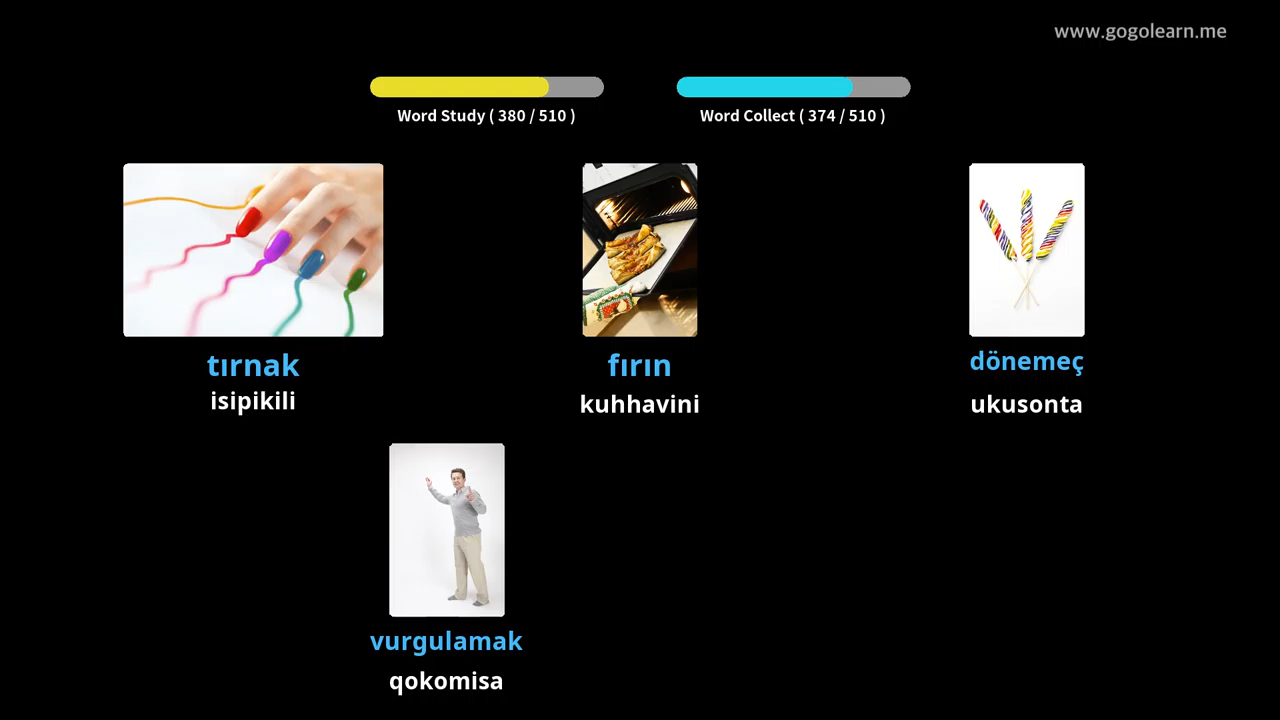 www.gogolearn.me
Word Study ( 380 / 510 )
Word Collect ( 374 / 510 )
tırnak
isipikili
fırın
kuhhavini
dönemeç
ukusonta
vurgulamak
qokomisa